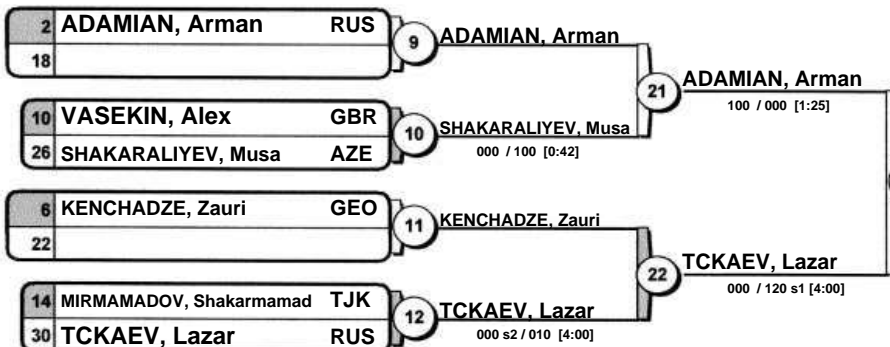 2 ADAMIAN, Arman RUS
18
9
ADAMIAN, Arman
10 VASEKIN, Alex GBR
26 SHAKARALIYEV, Musa AZE
10
SHAKARALIYEV, Musa
000 / 100 [0:42]
21
ADAMIAN, Arman
100 / 000 [1:25]
6 KENCHADZE, Zauri GEO
22
11
KENCHADZE, Zauri
14 MIRMAMADOV, Shakarmamad TJK
30 TCKAEV, Lazar RUS
12
TCKAEV, Lazar
000 s2 / 010 [4:00]
22
TCKAEV, Lazar
000 / 120 s1 [4:00]